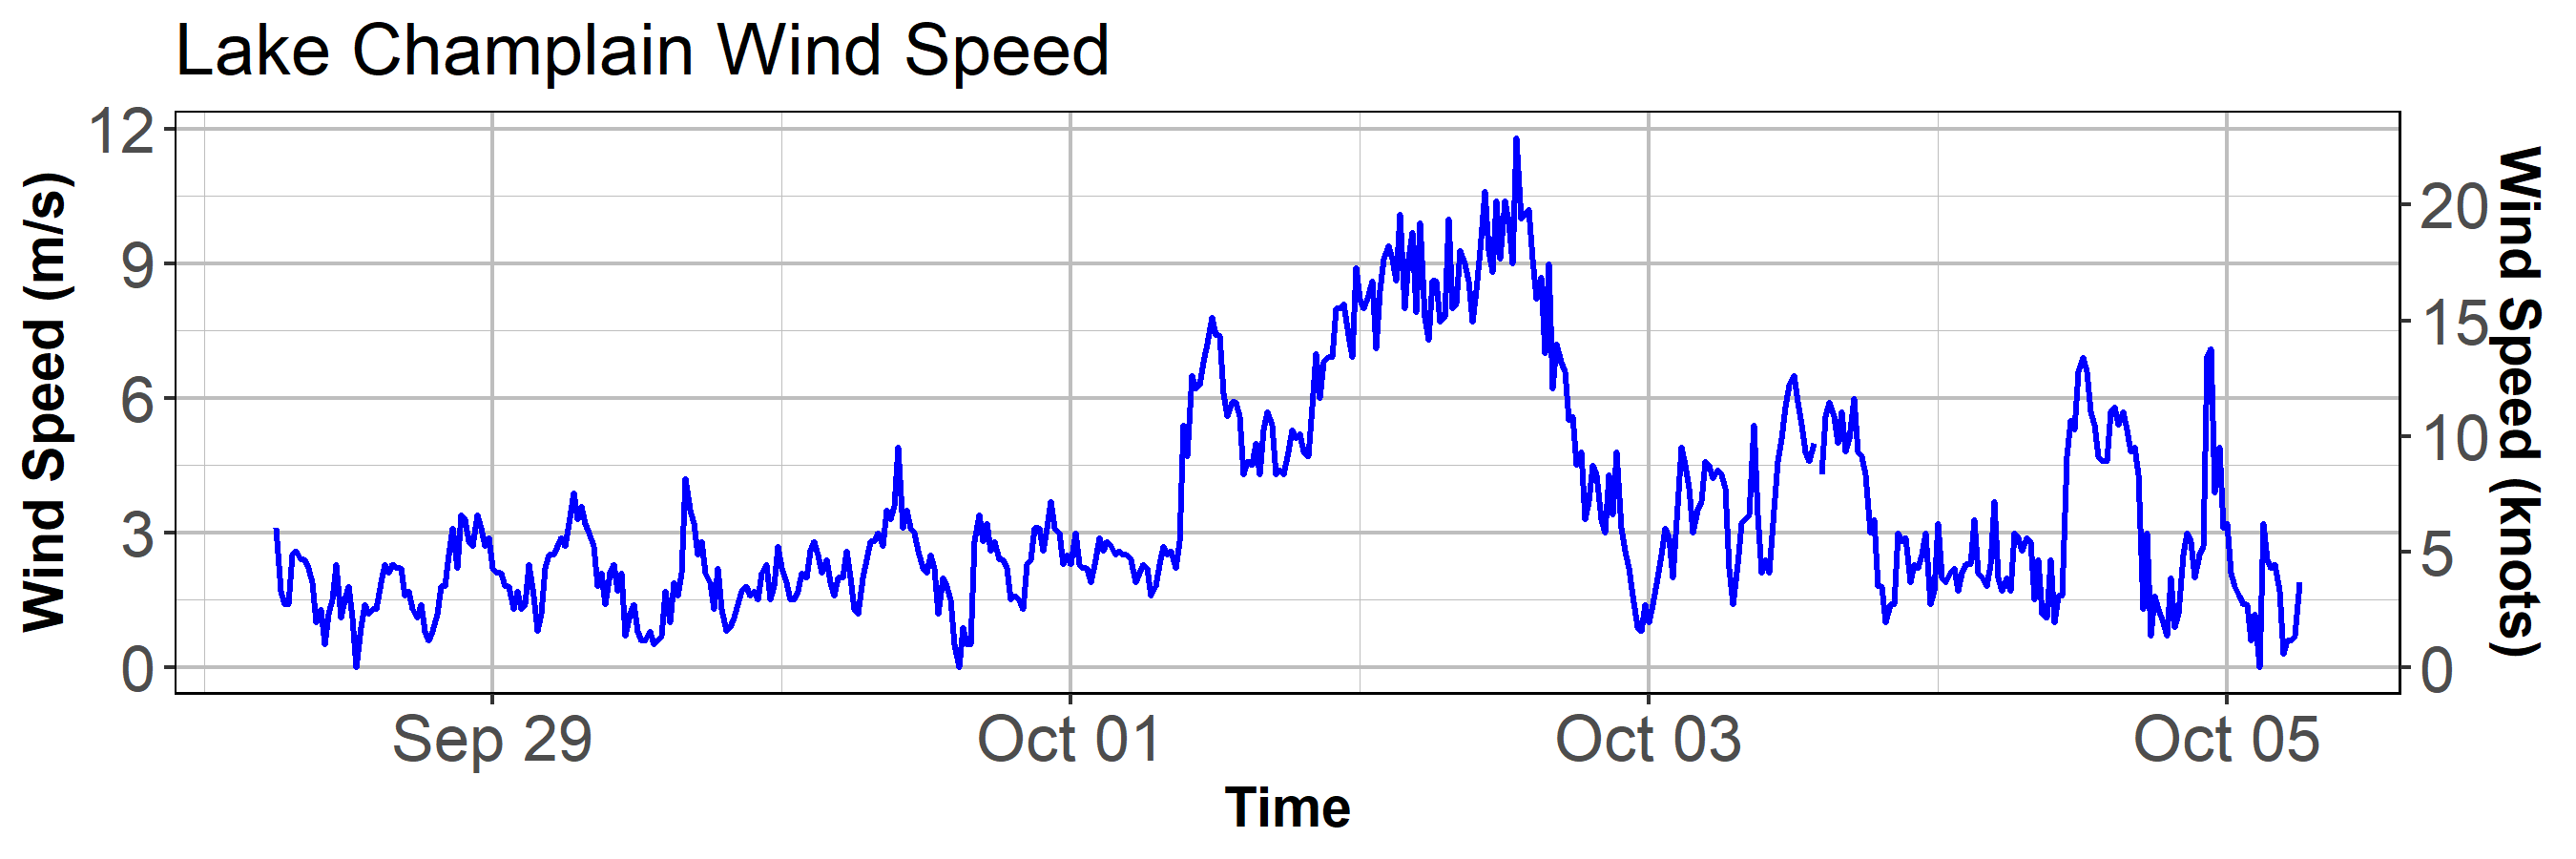 Lake Champlain Wind Speed
Wind Speed (m/s)
12
9
6
3
0
20
15
10
5
0
Wind Speed (knots)
Sep 29 Oct 01 Oct 03 Oct 05
Time